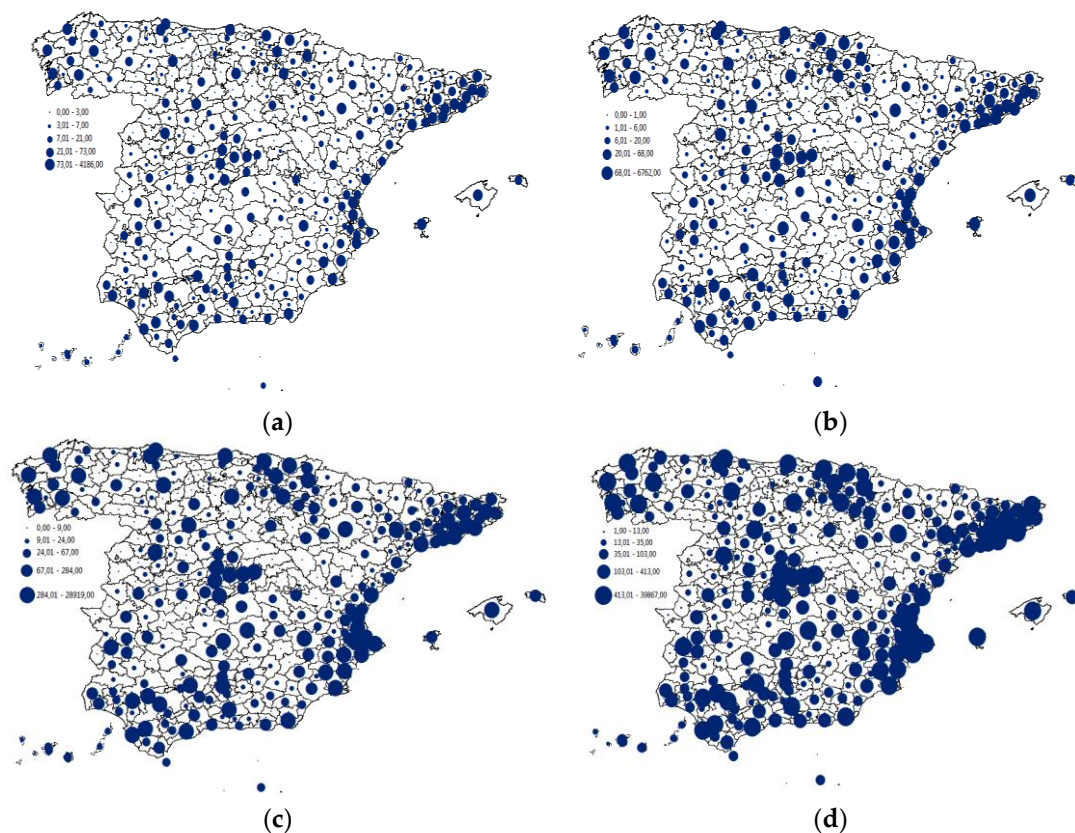 0,00 - 3,00
3,01 - 7,00
7,01 - 21,00
21,01 - 73,00
73,01 - 4186,00
(a)
0,00 - 1,00
1,01 - 6,00
6,01 - 20,00
20,01 - 68,00
68,01 - 6762,00
(b)
0,00 - 9,00
9,01 - 24,00
24,01 - 67,00
67,01 - 284,00
284,01 - 28919,00
(c)
1,00 - 13,00
13,01 - 35,00
35,01 - 103,00
103,01 - 413,00
413,01 - 39867,00
(d)